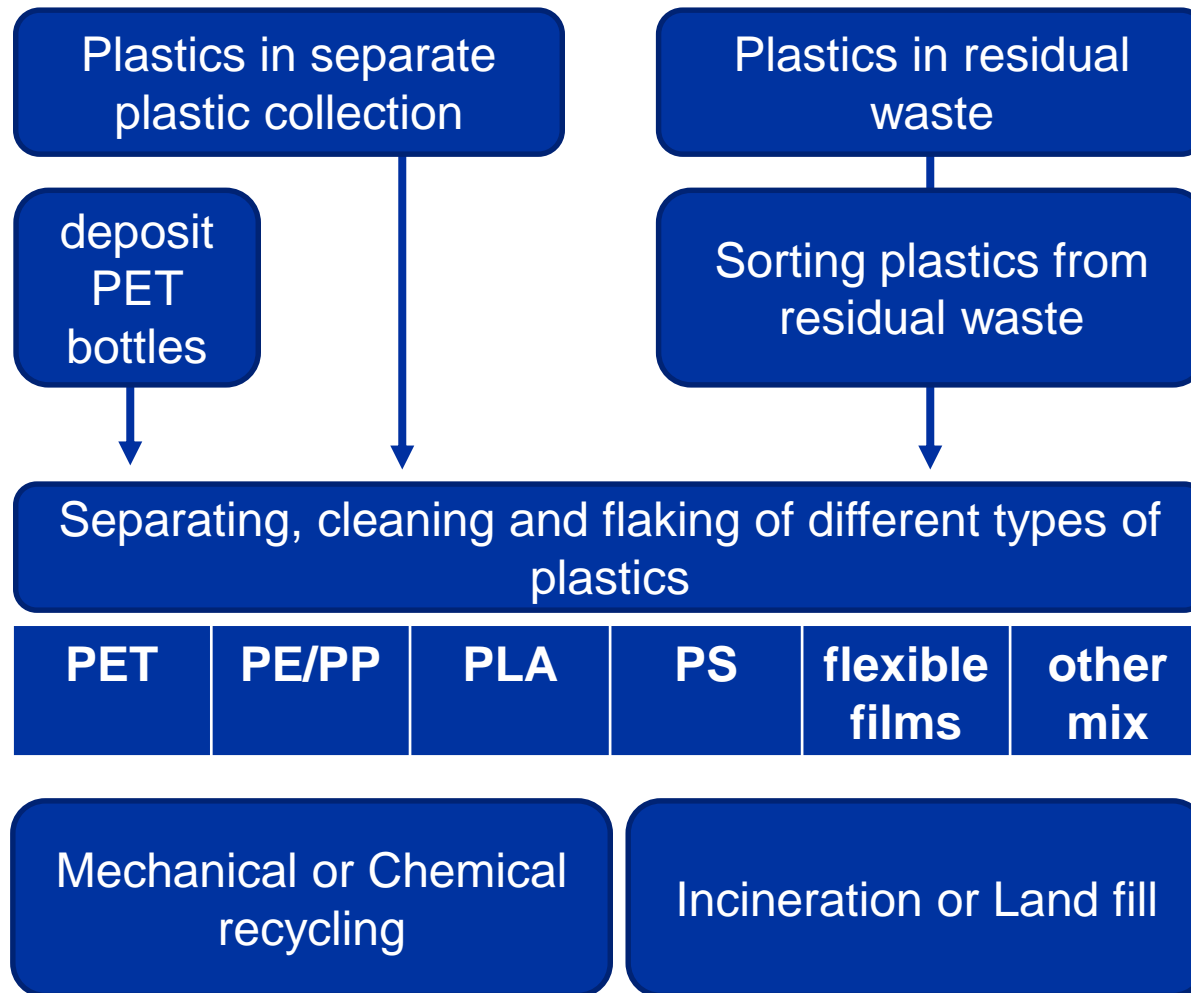 Plastics in separate
plastic collection
Plastics in residual
waste
deposit
PET
bottles
Sorting plastics from
residual waste
Separating, cleaning and flaking of different types of
plastics
PET
PE/PP
PLA
PS
flexible
films
other
mix
Mechanical or Chemical
recycling
Incineration or Land fill